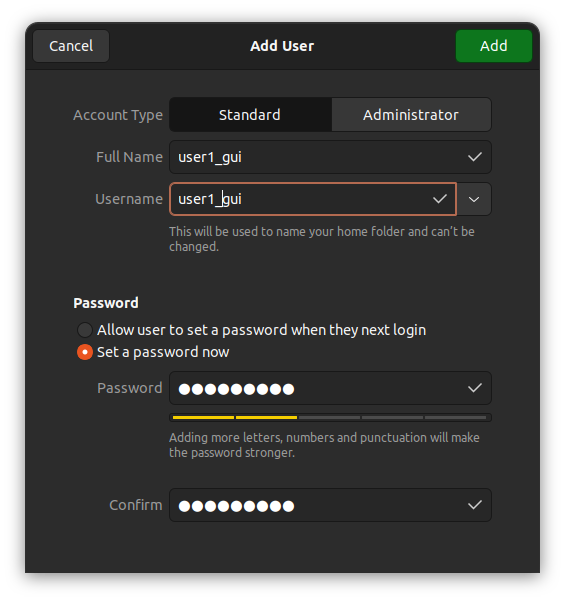 Cancel Add User Add
Account Type Standard Administrator
Full Name user1_gui
Username user1_gui
This will be used to name your home folder and can't be
changed.
Password
Allow user to set a password when they next login
Set a password now
Password ●●●●●●●●●
Adding more letters, numbers and punctuation will make
the password stronger.
Confirm ●●●●●●●●●